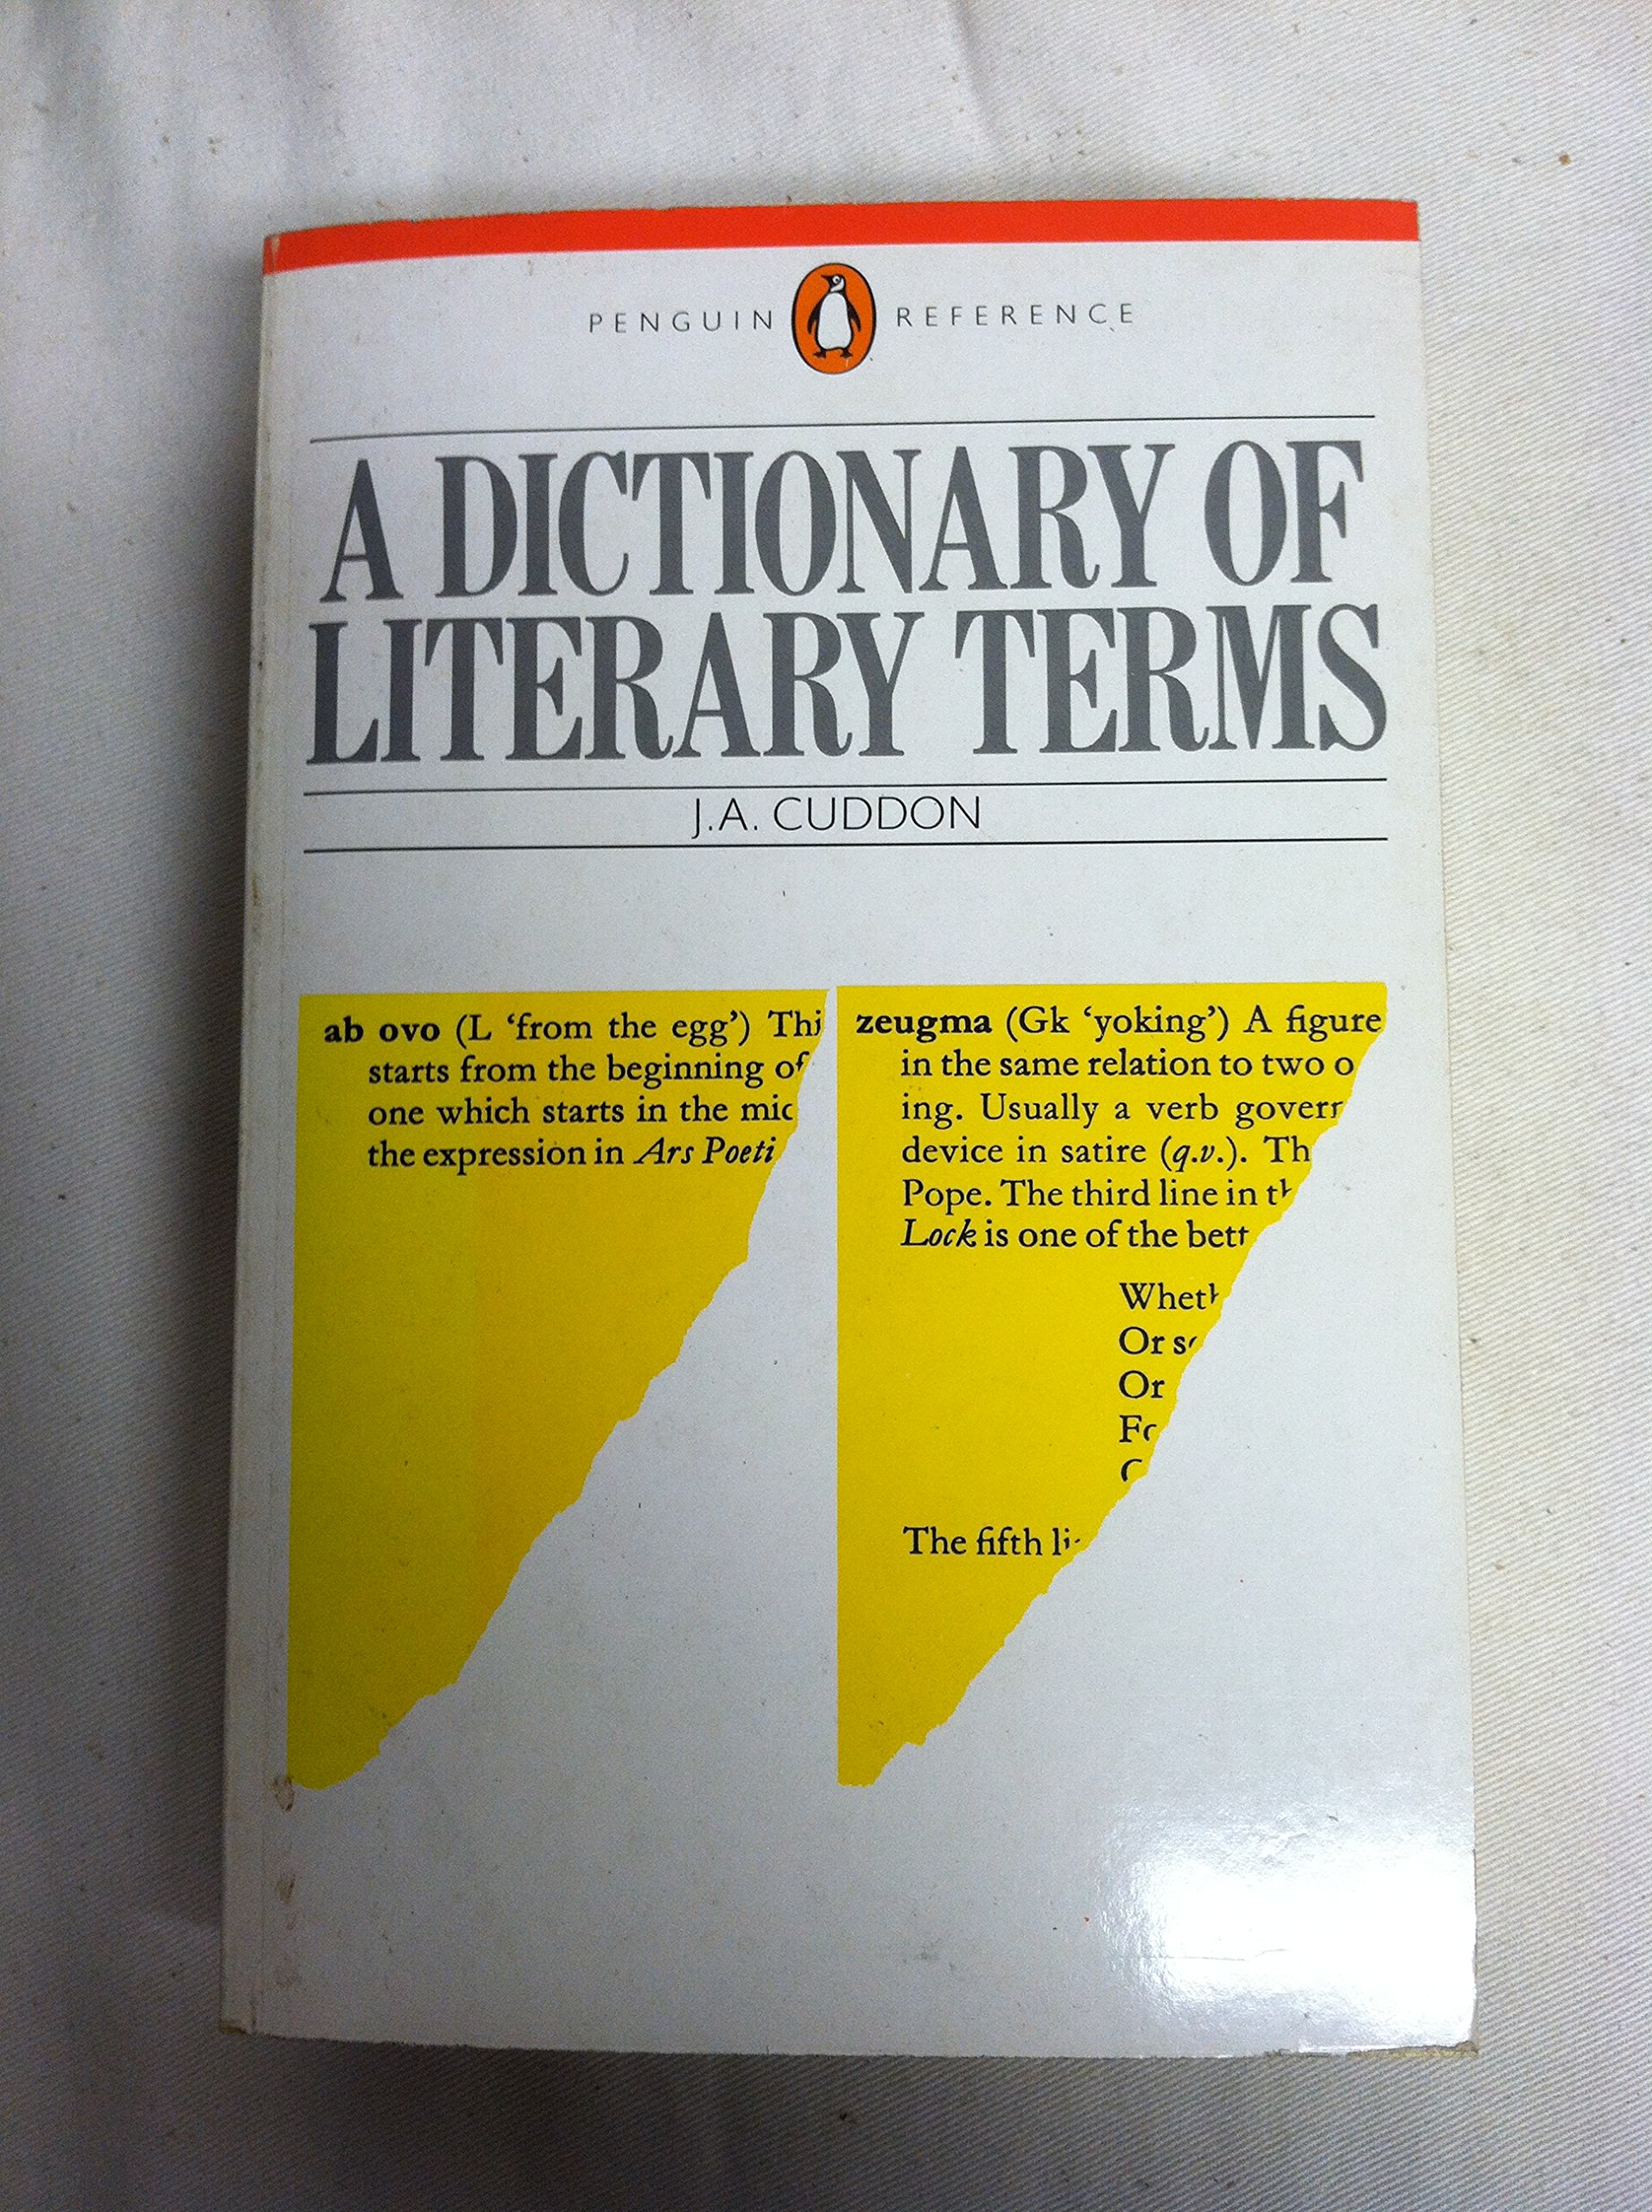 PENGUIN REFERENCE
A DICTIONARY OF
LITERARY TERMS
J.A. CUDDON
ab ovo (L ‘from the egg’) Thi
starts from the beginning of
one which starts in the mid
the expression in Ars Poeti
zeugma (Gk ‘yoking’) A figure
in the same relation to two o
ing. Usually a verb govern
device in satire (q.v.). Th
Pope. The third line in th
Lock is one of the bett
Wheth
Or so
Or
Fo
The fifth li